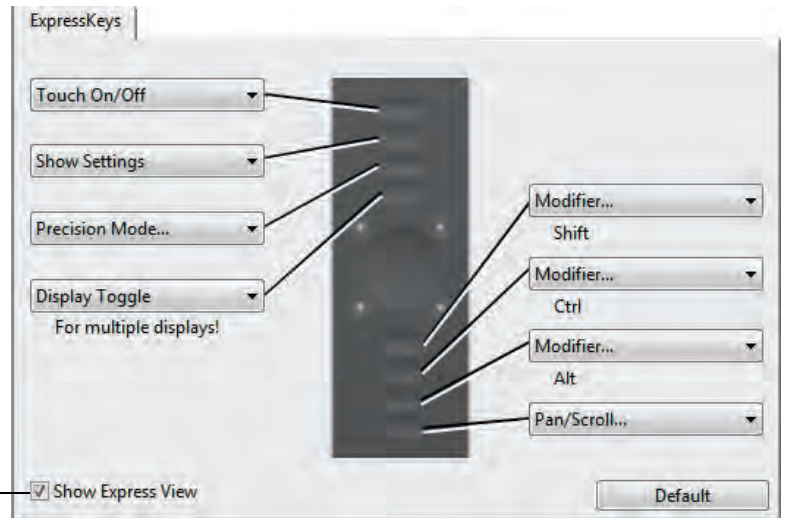 ExpressKeys
Touch On/Off
Show Settings
Precision Mode...
Display Toggle
For multiple displays!
Modifier...
Shift
Modifier...
Ctrl
Modifier...
Alt
Pan/Scroll...
Show Express View
Default